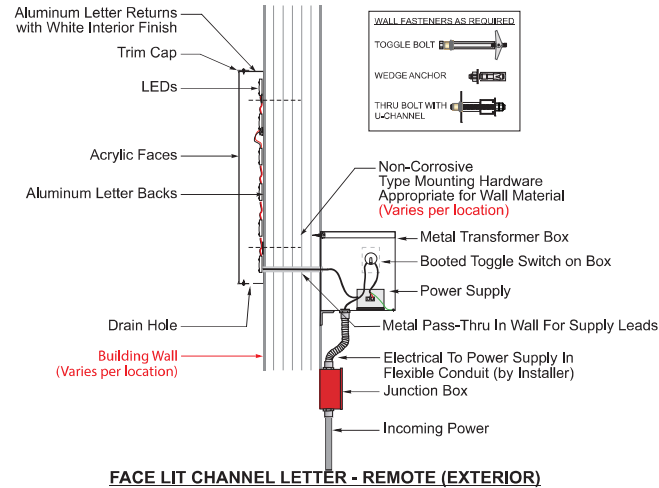 Aluminum Letter Returns
with White Interior Finish
Trim Cap
LEDs
Acrylic Faces
Aluminum Letter Backs
Drain Hole
Building Wall
(Varies per location)
WALL FASTENERS AS REQUIRED
TOGGLE BOLT
WEDGE ANCHOR
THRU BOLT WITH
U-CHANNEL
Non-Corrosive
Type Mounting Hardware
Appropriate for Wall Material
(Varies per location)
Metal Transformer Box
Booted Toggle Switch on Box
Power Supply
Metal Pass-Thru In Wall For Supply Leads
Electrical To Power Supply In
Flexible Conduit (by Installer)
Junction Box
Incoming Power
FACE LIT CHANNEL LETTER - REMOTE (EXTERIOR)